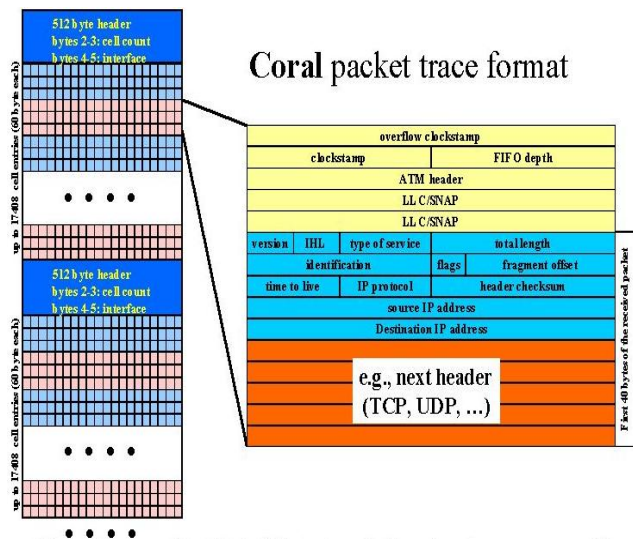 Coral packet trace format
512 byte header
bytes 2-3: cell count
bytes 4-5: interface
up to 17408 cell entries (60 byte each)
512 byte header
bytes 2-3: cell count
bytes 4-5: interface
up to 17408 cell entries (60 byte each)
overflow clockstamp
clockstamp FIFO depth
ATM header
LLC/SNAP
LLC/SNAP
version IHL type of service total length
identification flags fragment offset
time to live IP protocol header checksum
source IP address
Destination IP address
e.g., next header
(TCP, UDP, ...)
First 40 bytes of the received packet